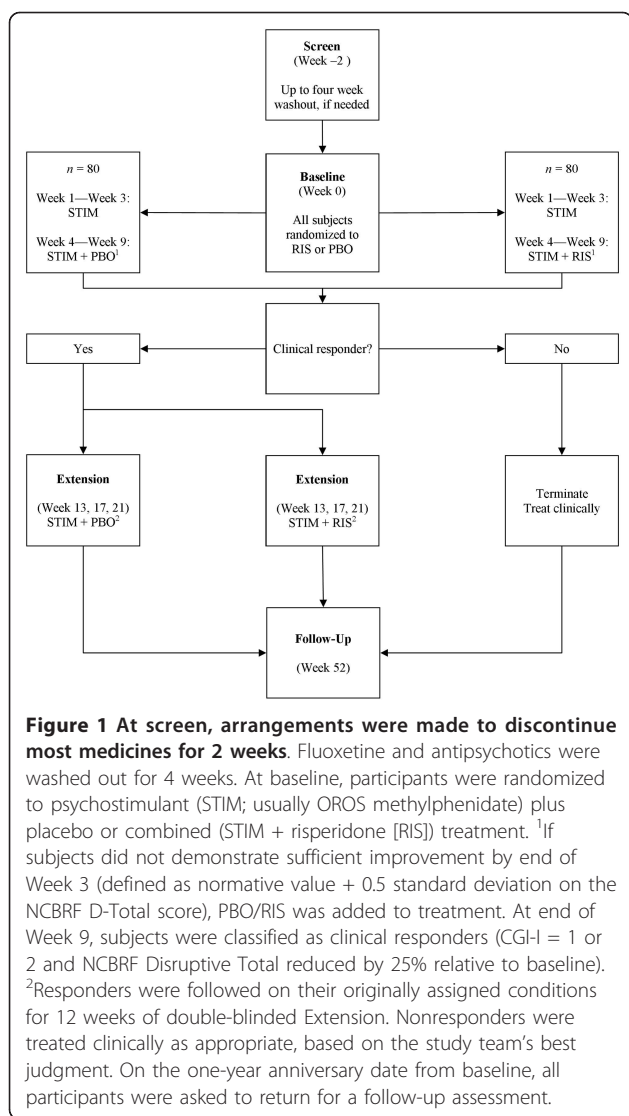 Screen
(Week –2 )
Up to four week
washout, if needed
n = 80
Week 1—Week 3:
STIM
Week 4—Week 9:
STIM + PBO1
Baseline
(Week 0)
All subjects
randomized to
RIS or PBO
n = 80
Week 1—Week 3:
STIM
Week 4—Week 9:
STIM + RIS1
Yes
Clinical responder?
No
Extension
(Week 13, 17, 21)
STIM + PBO2
Extension
(Week 13, 17, 21)
STIM + RIS2
Terminate
Treat clinically
Follow-Up
(Week 52)
Figure 1 At screen, arrangements were made to discontinue
most medicines for 2 weeks. Fluoxetine and antipsychotics were
washed out for 4 weeks. At baseline, participants were randomized
to psychostimulant (STIM; usually OROS methylphenidate) plus
placebo or combined (STIM + risperidone [RIS]) treatment. 1If
subjects did not demonstrate sufficient improvement by end of
Week 3 (defined as normative value + 0.5 standard deviation on the
NCBRF D-Total score), PBO/RIS was added to treatment. At end of
Week 9, subjects were classified as clinical responders (CGI-I = 1 or
2 and NCBRF Disruptive Total reduced by 25% relative to baseline).
2Responders were followed on their originally assigned conditions
for 12 weeks of double-blinded Extension. Nonresponders were
treated clinically as appropriate, based on the study team's best
judgment. On the one-year anniversary date from baseline, all
participants were asked to return for a follow-up assessment.